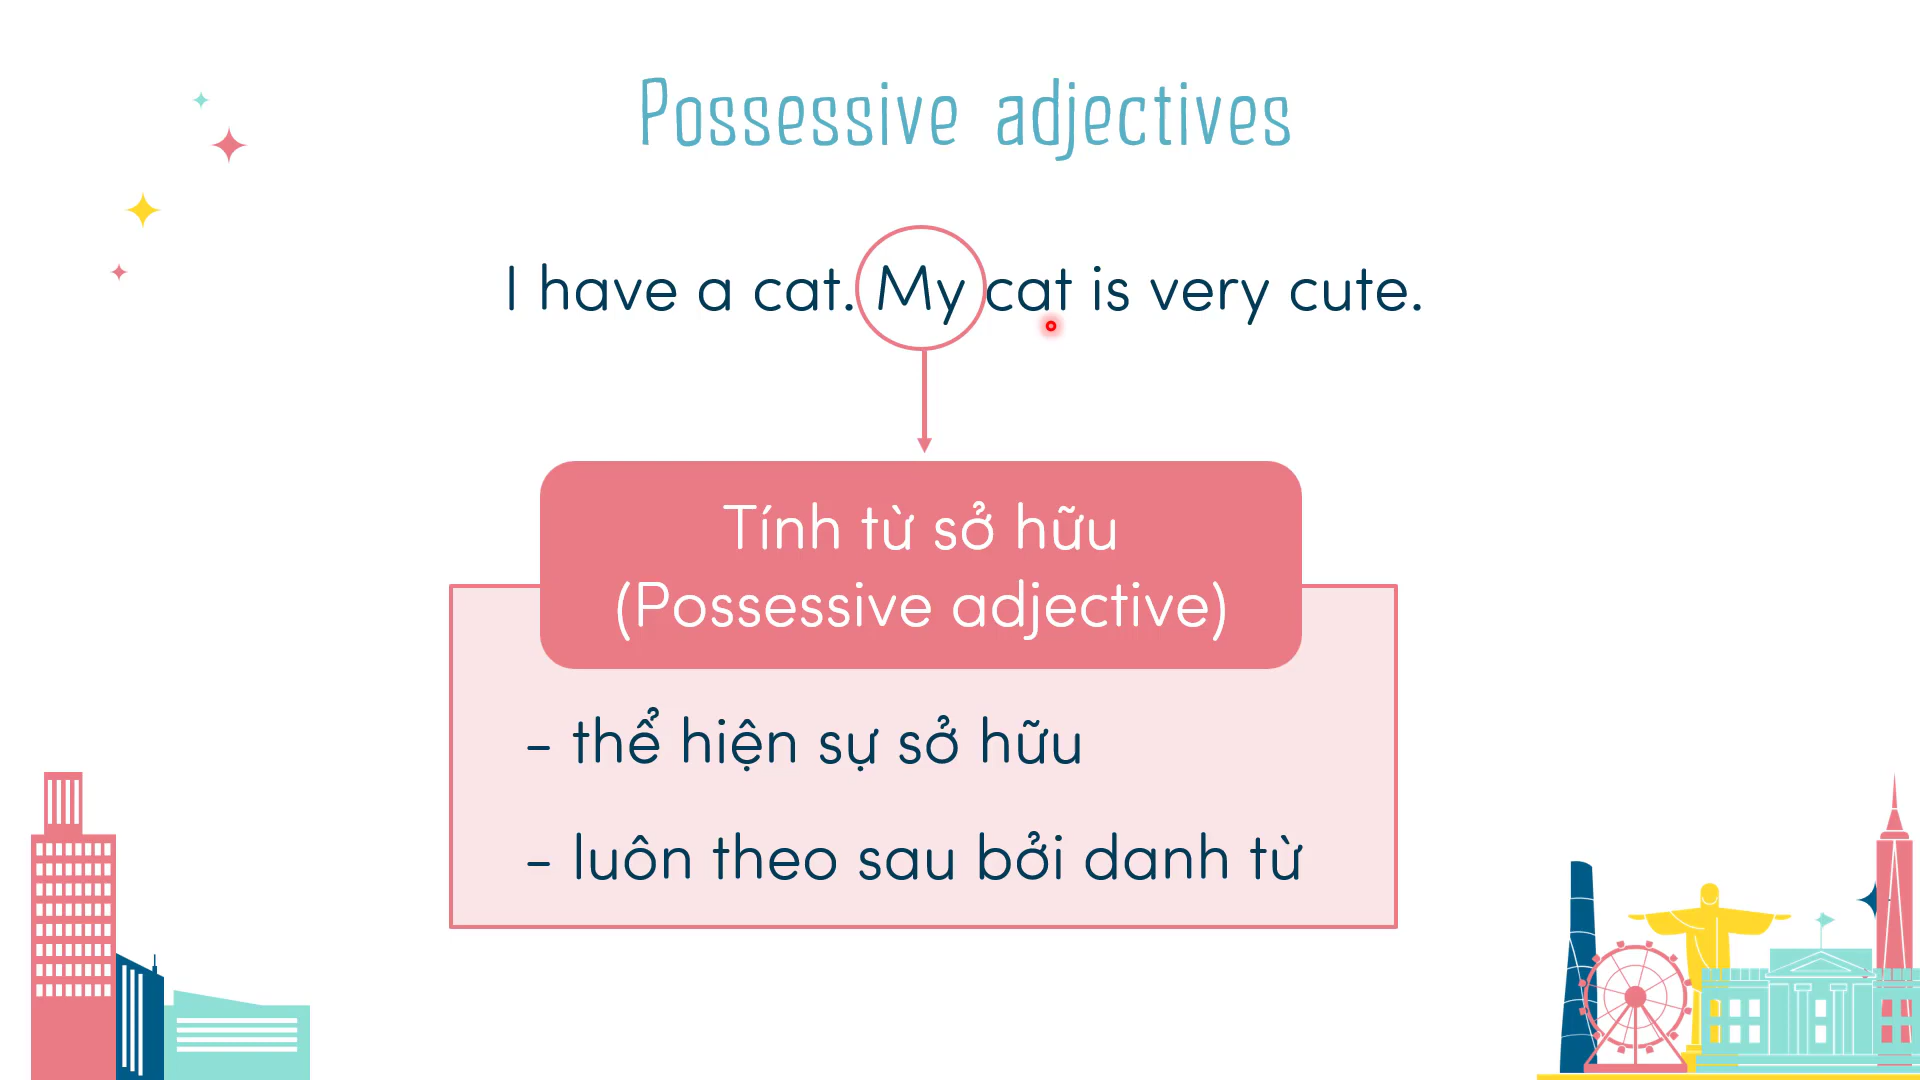 Possessive adjectives
I have a cat. My cat is very cute.
Tính từ sở hữu
(Possessive adjective)
- thể hiện sự sở hữu
- luôn theo sau bởi danh từ